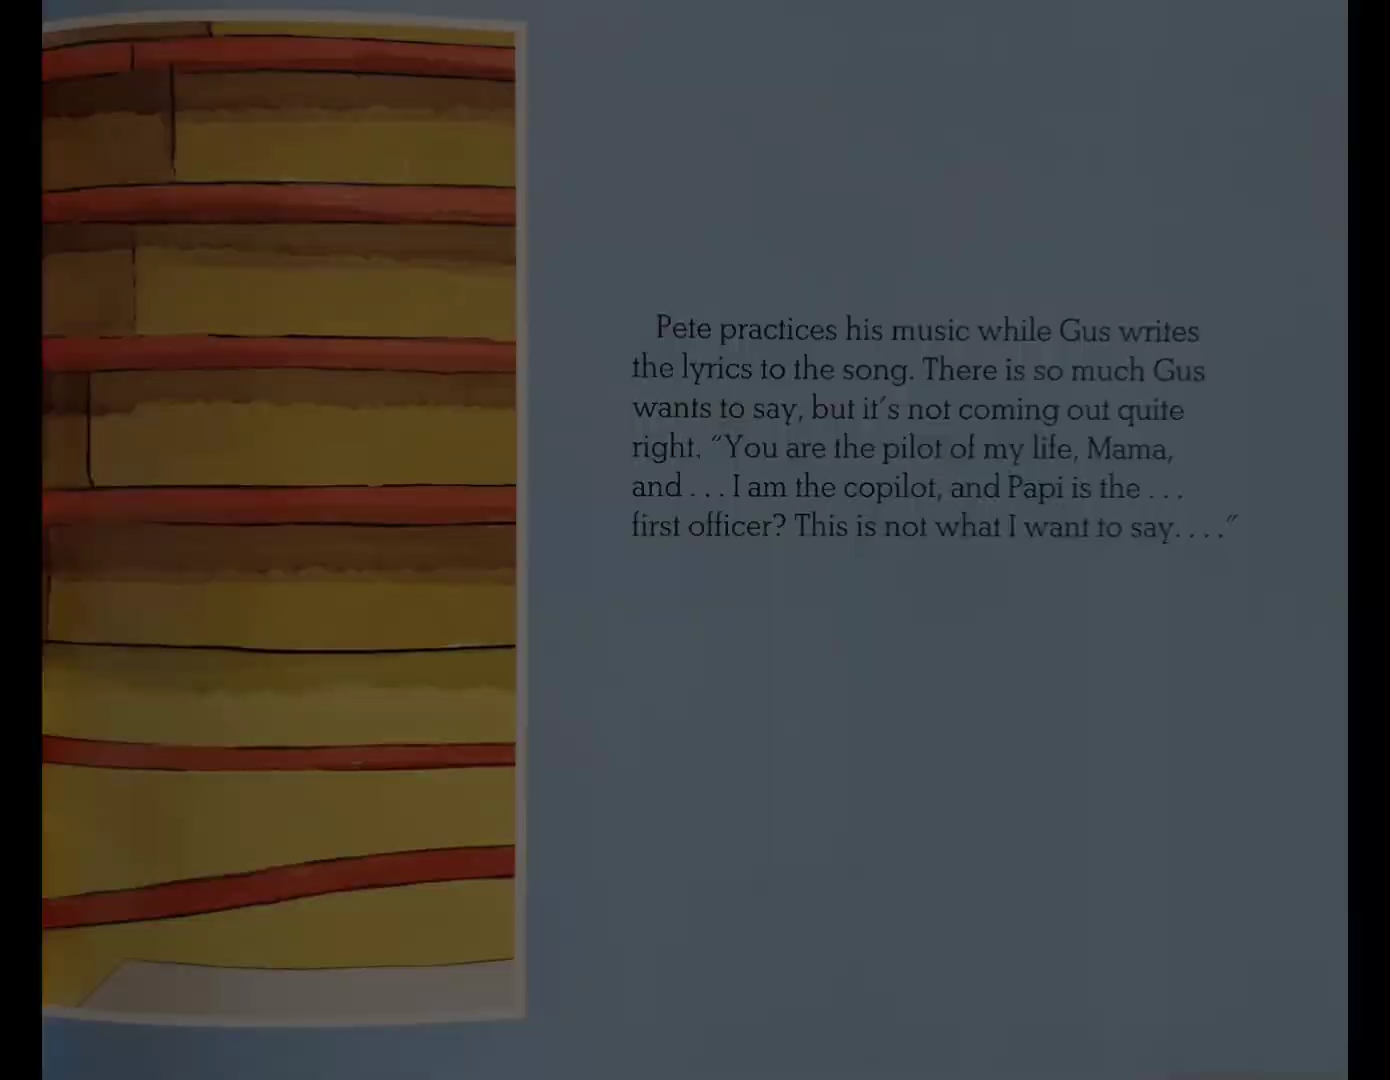 Pete practices his music while Gus writes
the lyrics to the song. There is so much Gus
wants to say, but it's not coming out quite
right. "You are the pilot of my life, Mama,
and . . . I am the copilot, and Papi is the . . .
first officer? This is not what I want to say. . . ."